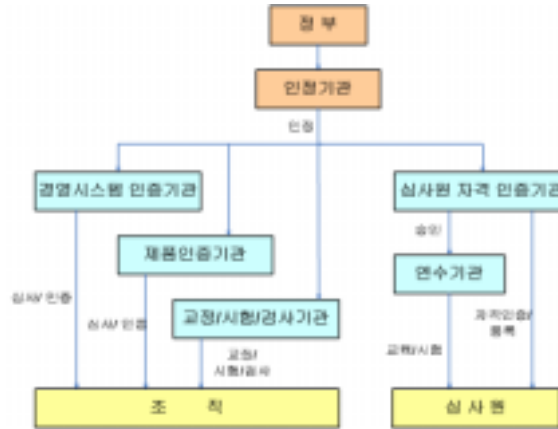 정 부
인정기관
인정
경영시스템 인증기관
심사원 자격 인증기관
승인
제품인증기관
연수기관
심사/ 인증
심사/ 인증
교정/시험/검사기관
자격인증/
등록
교정/
시험/검사
교육/시험
조 직
심 사 원